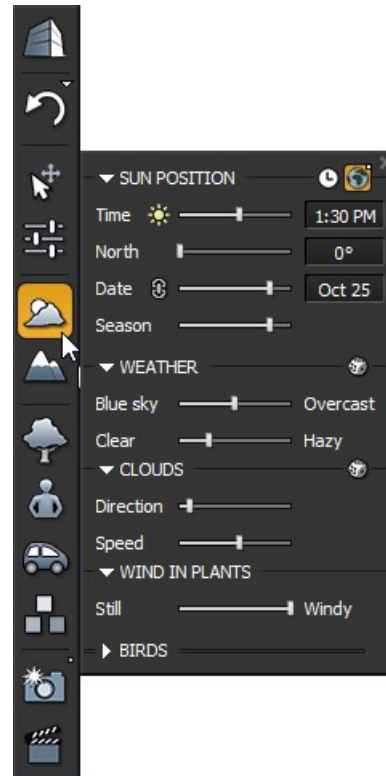 SUN POSITION
Time 1:30 PM
North 0°
Date Oct 25
Season
WEATHER
Blue sky Overcast
Clear Hazy
CLOUDS
Direction
Speed
WIND IN PLANTS
Still Windy
BIRDS